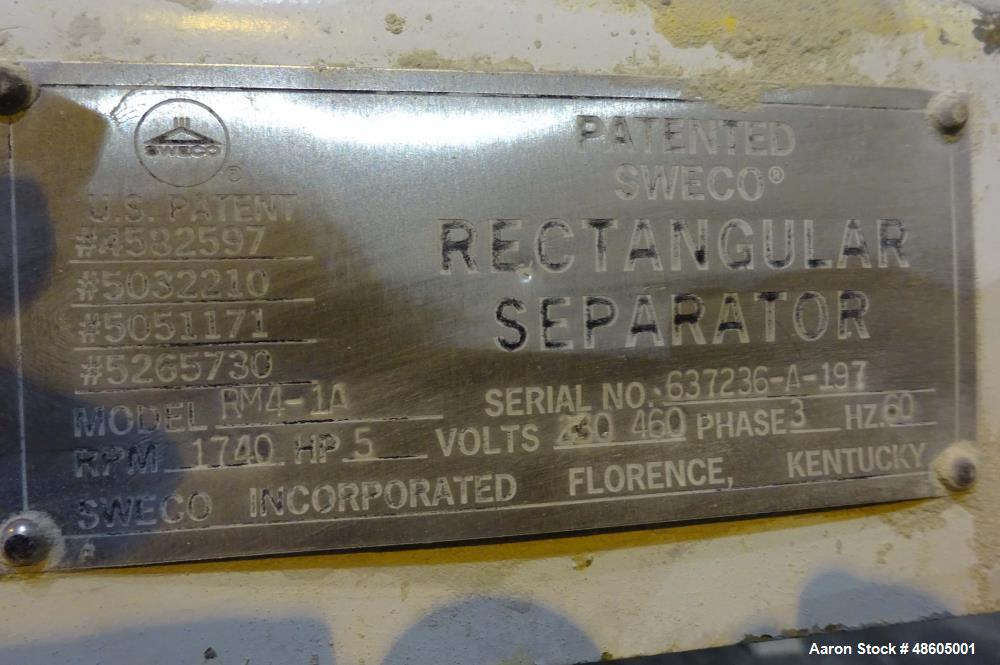 SWECO
®
U.S. PATENT
#4582597
#5032210
#5051171
#5265730
PATENTED
SWECO®
RECTANGULAR
SEPARATOR
MODEL RM4-1A SERIAL NO. 637236-A-197
RPM 1740 HP 5 VOLTS 230 460 PHASE 3 HZ. 60
SWECO INCORPORATED FLORENCE, KENTUCKY
A
Aaron Stock # 48605001